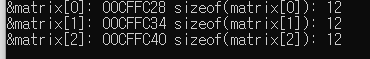 &matrix[0]: 00CFFC28 sizeof(matrix[0]): 12
&matrix[1]: 00CFFC34 sizeof(matrix[1]): 12
&matrix[2]: 00CFFC40 sizeof(matrix[2]): 12